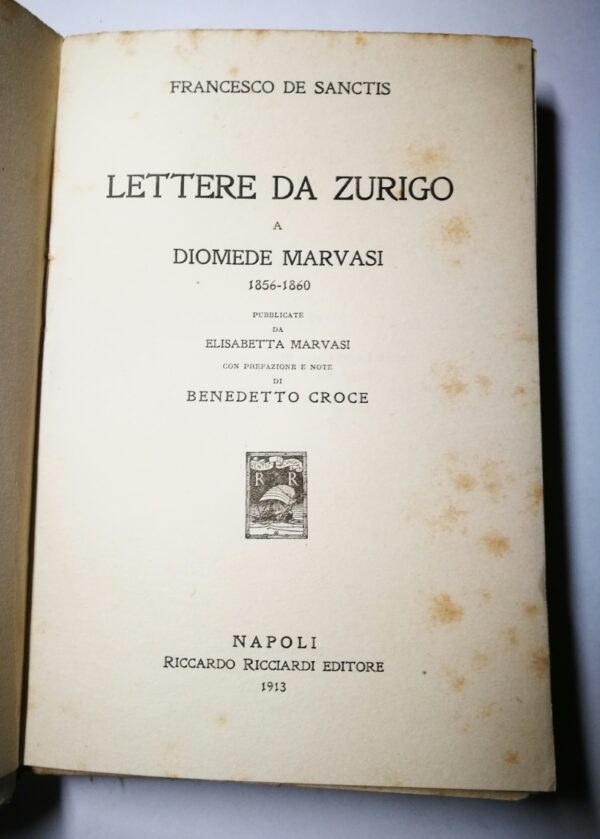 FRANCESCO DE SANCTIS
LETTERE DA ZURIGO
A
DIOMEDE MARVASI
1856-1860
PUBBLICATE
DA
ELISABETTA MARVASI
CON PREFAZIONE E NOTE
DI
BENEDETTO CROCE
R R
NAPOLI
RICCARDO RICCIARDI EDITORE
1913